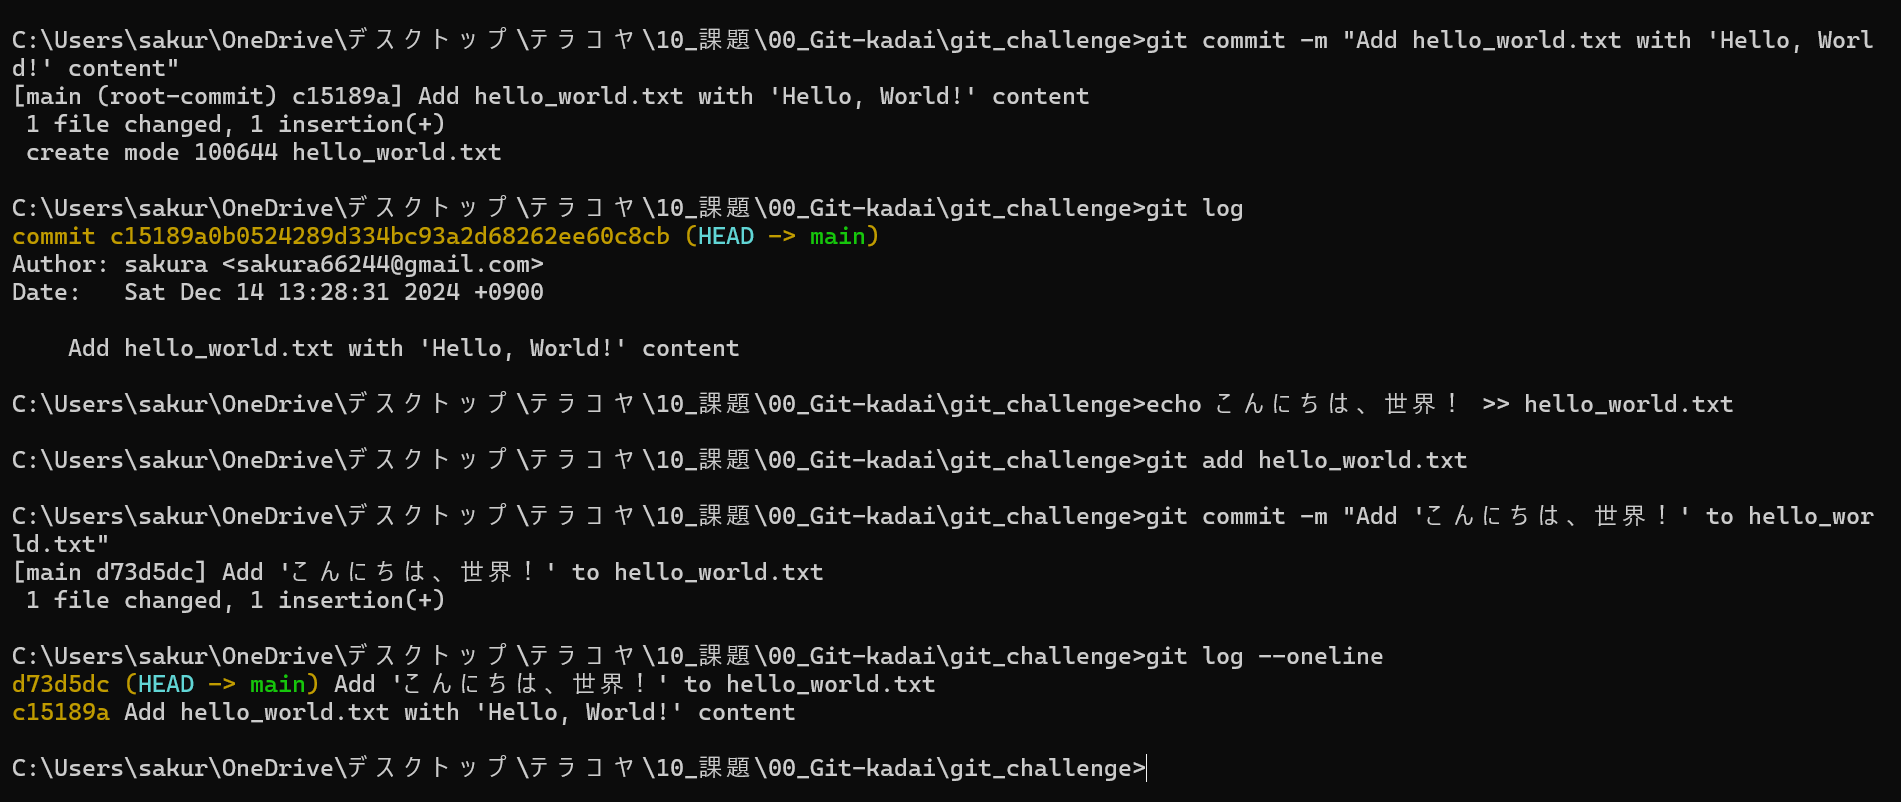 C:\Users\sakur\OneDrive\デスクトップ\テラコヤ\10_課題\00_Git-kadai\git_challenge>git commit -m "Add hello_world.txt with 'Hello, Worl
d!' content"
[main (root-commit) c15189a] Add hello_world.txt with 'Hello, World!' content
 1 file changed, 1 insertion(+)
 create mode 100644 hello_world.txt
C:\Users\sakur\OneDrive\デスクトップ\テラコヤ\10_課題\00_Git-kadai\git_challenge>git log
commit c15189a0b0524289d334bc93a2d68262ee60c8cb (HEAD -> main)
Author: sakura <sakura66244@gmail.com>
Date:   Sat Dec 14 13:28:31 2024 +0900
    Add hello_world.txt with 'Hello, World!' content
C:\Users\sakur\OneDrive\デスクトップ\テラコヤ\10_課題\00_Git-kadai\git_challenge>echo こんにちは、世界！ >> hello_world.txt
C:\Users\sakur\OneDrive\デスクトップ\テラコヤ\10_課題\00_Git-kadai\git_challenge>git add hello_world.txt
C:\Users\sakur\OneDrive\デスクトップ\テラコヤ\10_課題\00_Git-kadai\git_challenge>git commit -m "Add 'こんにちは、世界！' to hello_wor
ld.txt"
[main d73d5dc] Add 'こんにちは、世界！' to hello_world.txt
 1 file changed, 1 insertion(+)
C:\Users\sakur\OneDrive\デスクトップ\テラコヤ\10_課題\00_Git-kadai\git_challenge>git log --oneline
d73d5dc (HEAD -> main) Add 'こんにちは、世界！' to hello_world.txt
c15189a Add hello_world.txt with 'Hello, World!' content
C:\Users\sakur\OneDrive\デスクトップ\テラコヤ\10_課題\00_Git-kadai\git_challenge>